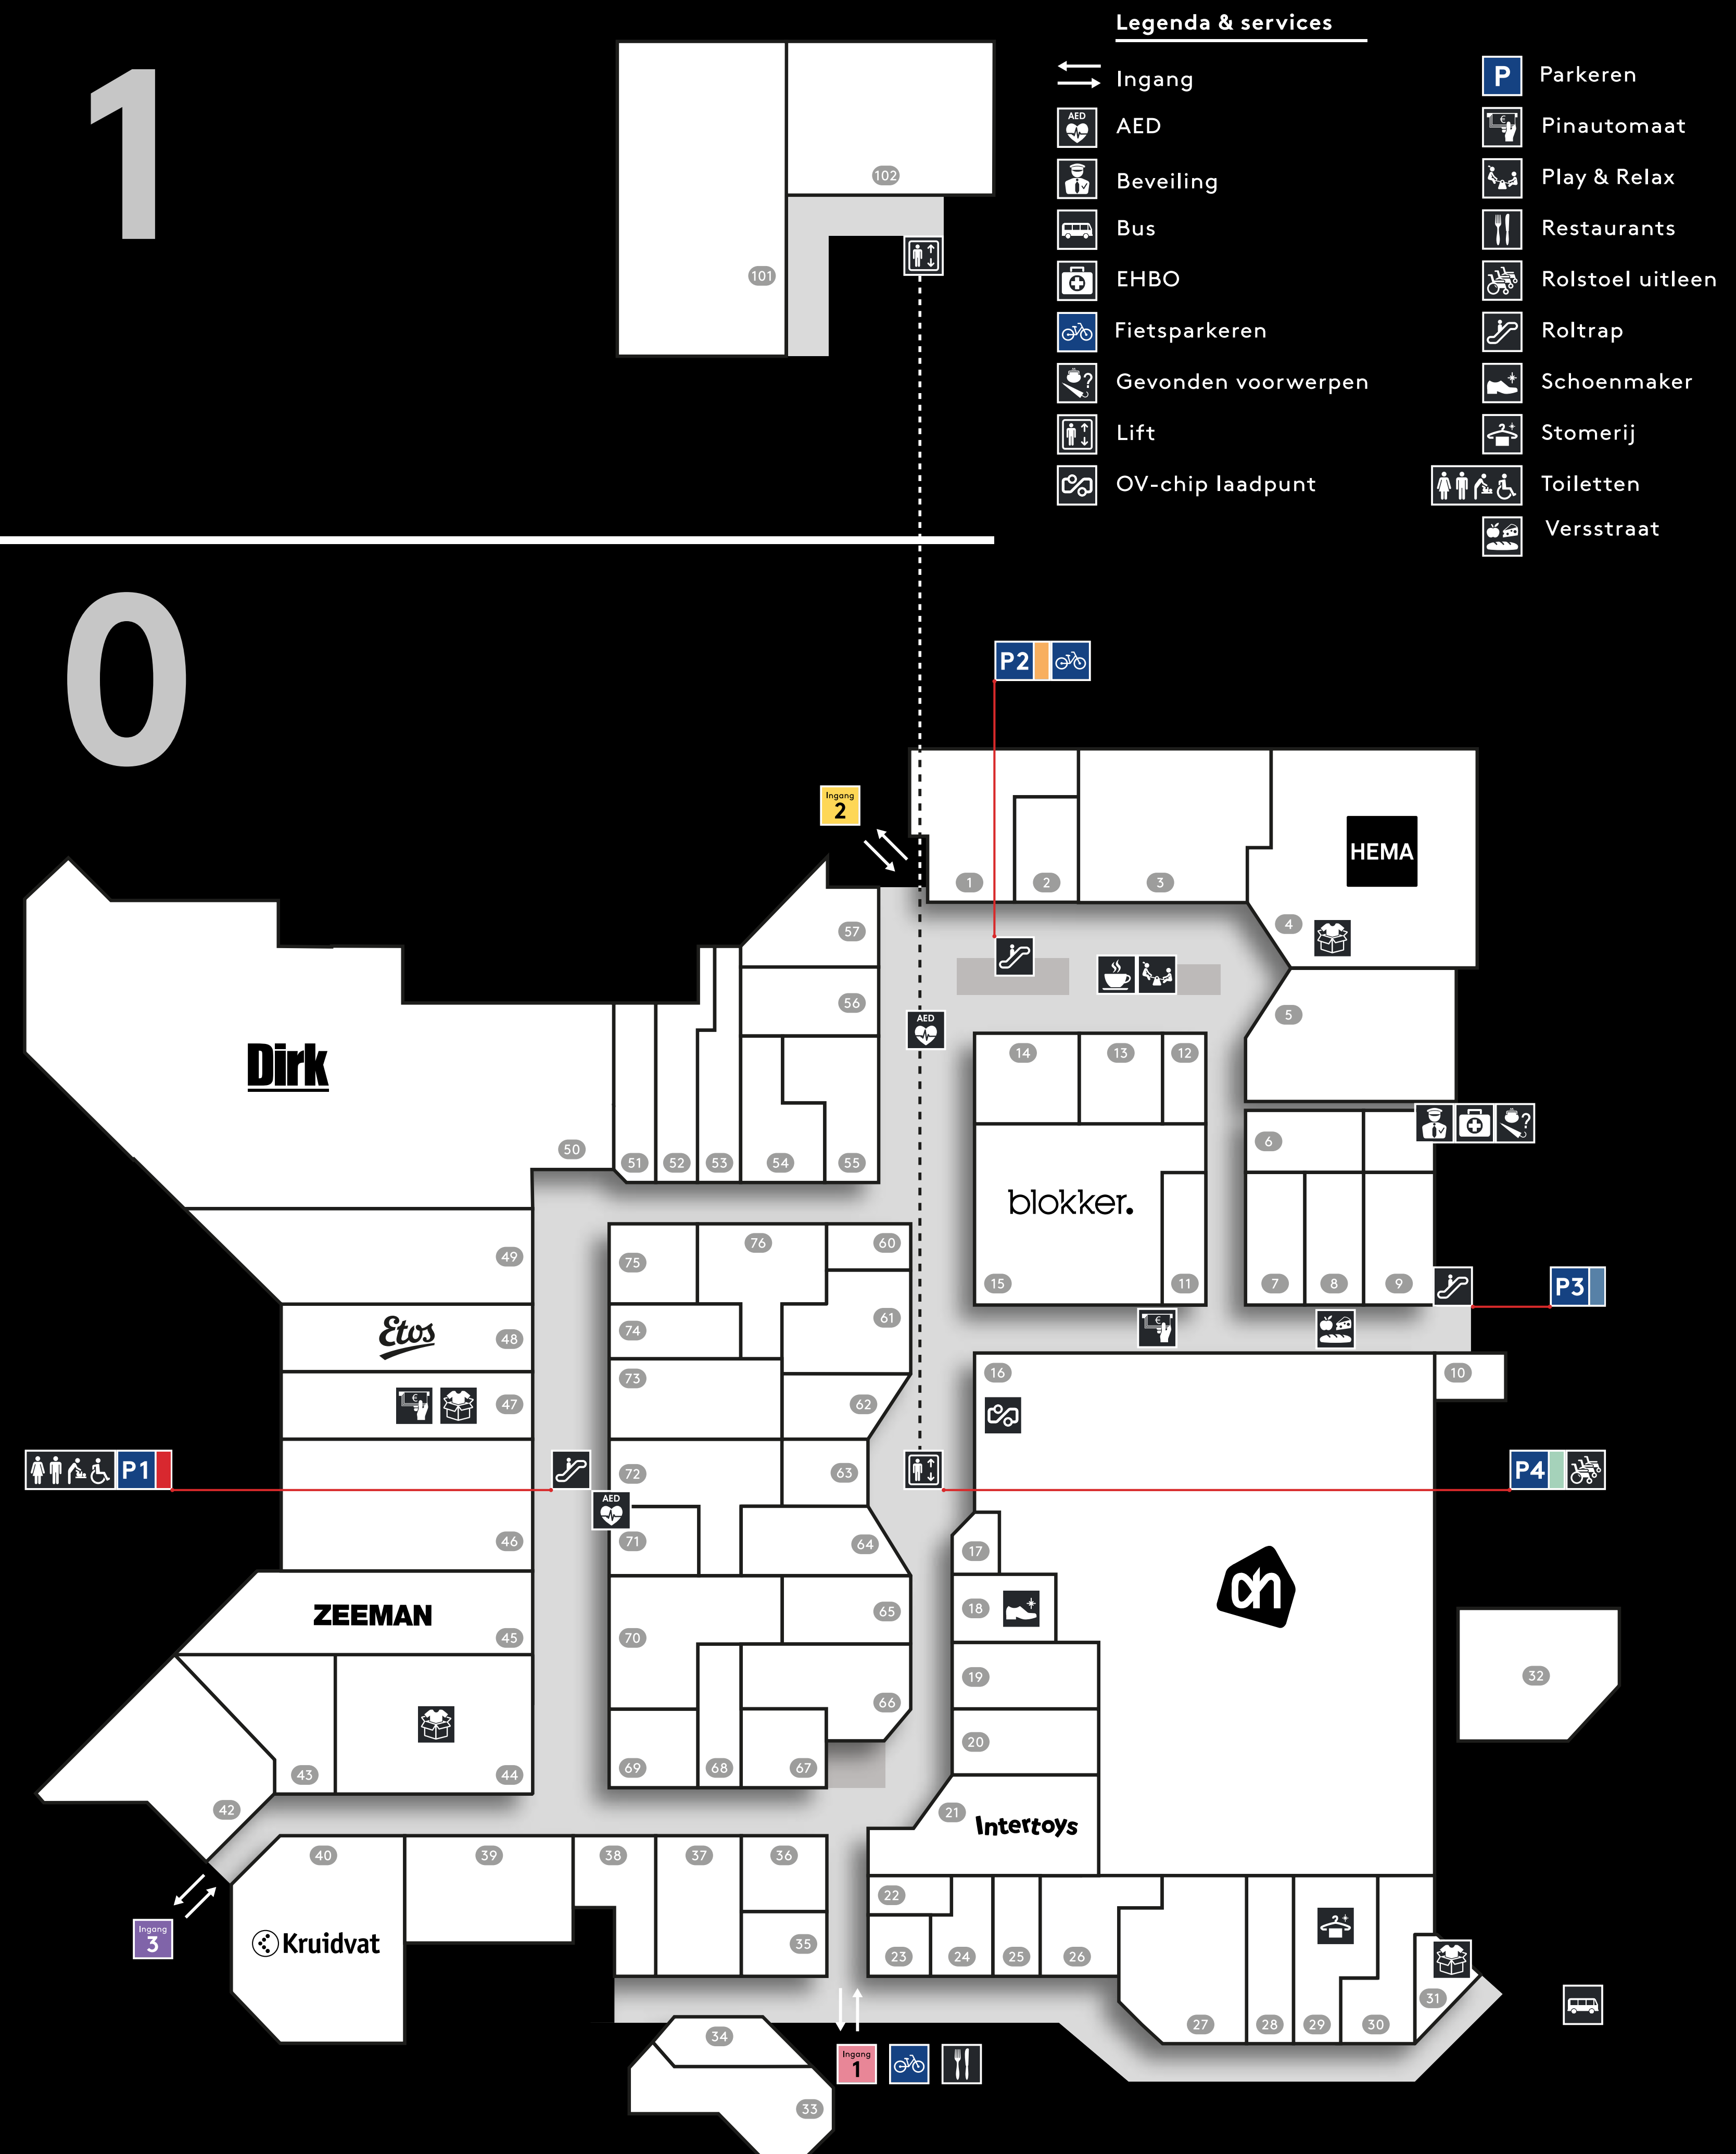 1
Legenda & services
Ingang
AED
AED
Beveiling
Bus
EHBO
Fietsparkeren
?
Gevonden voorwerpen
Lift
OV-chip laadpunt
P
Parkeren
€
Pinautomaat
Play & Relax
Restaurants
Rolstoel uitleen
Roltrap
Schoenmaker
Stomerij
Toiletten
Versstraat
102
101
0
P2
Ingang
2
HEMA
1
2
3
4
57
56
5
AED
14
13
12
Dirk
50
51
52
53
54
55
6
?
blokker.
49
75
76
60
15
11
7
8
9
P3
61
Etos
48
74
€
73
16
10
€
47
62
P1
72
63
P4
AED
46
71
64
17
ZEEMAN
45
70
65
18
ah
32
19
66
20
43
44
69
68
67
42
21
Intertoys
40
39
38
37
36
22
Ingang
3
Kruidvat
35
23
24
25
26
31
27
28
29
30
34
Ingang
1
33